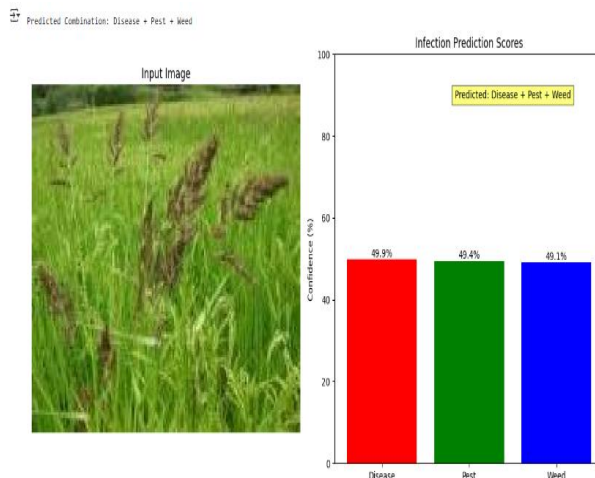 Predicted Combination: Disease + Pest + Weed
Input Image
Infection Prediction Scores
Predicted: Disease + Pest + Weed
Confidence (%)
100
80
60
40
20
0
49.9%
49.4%
49.1%
Disease
Pest
Weed